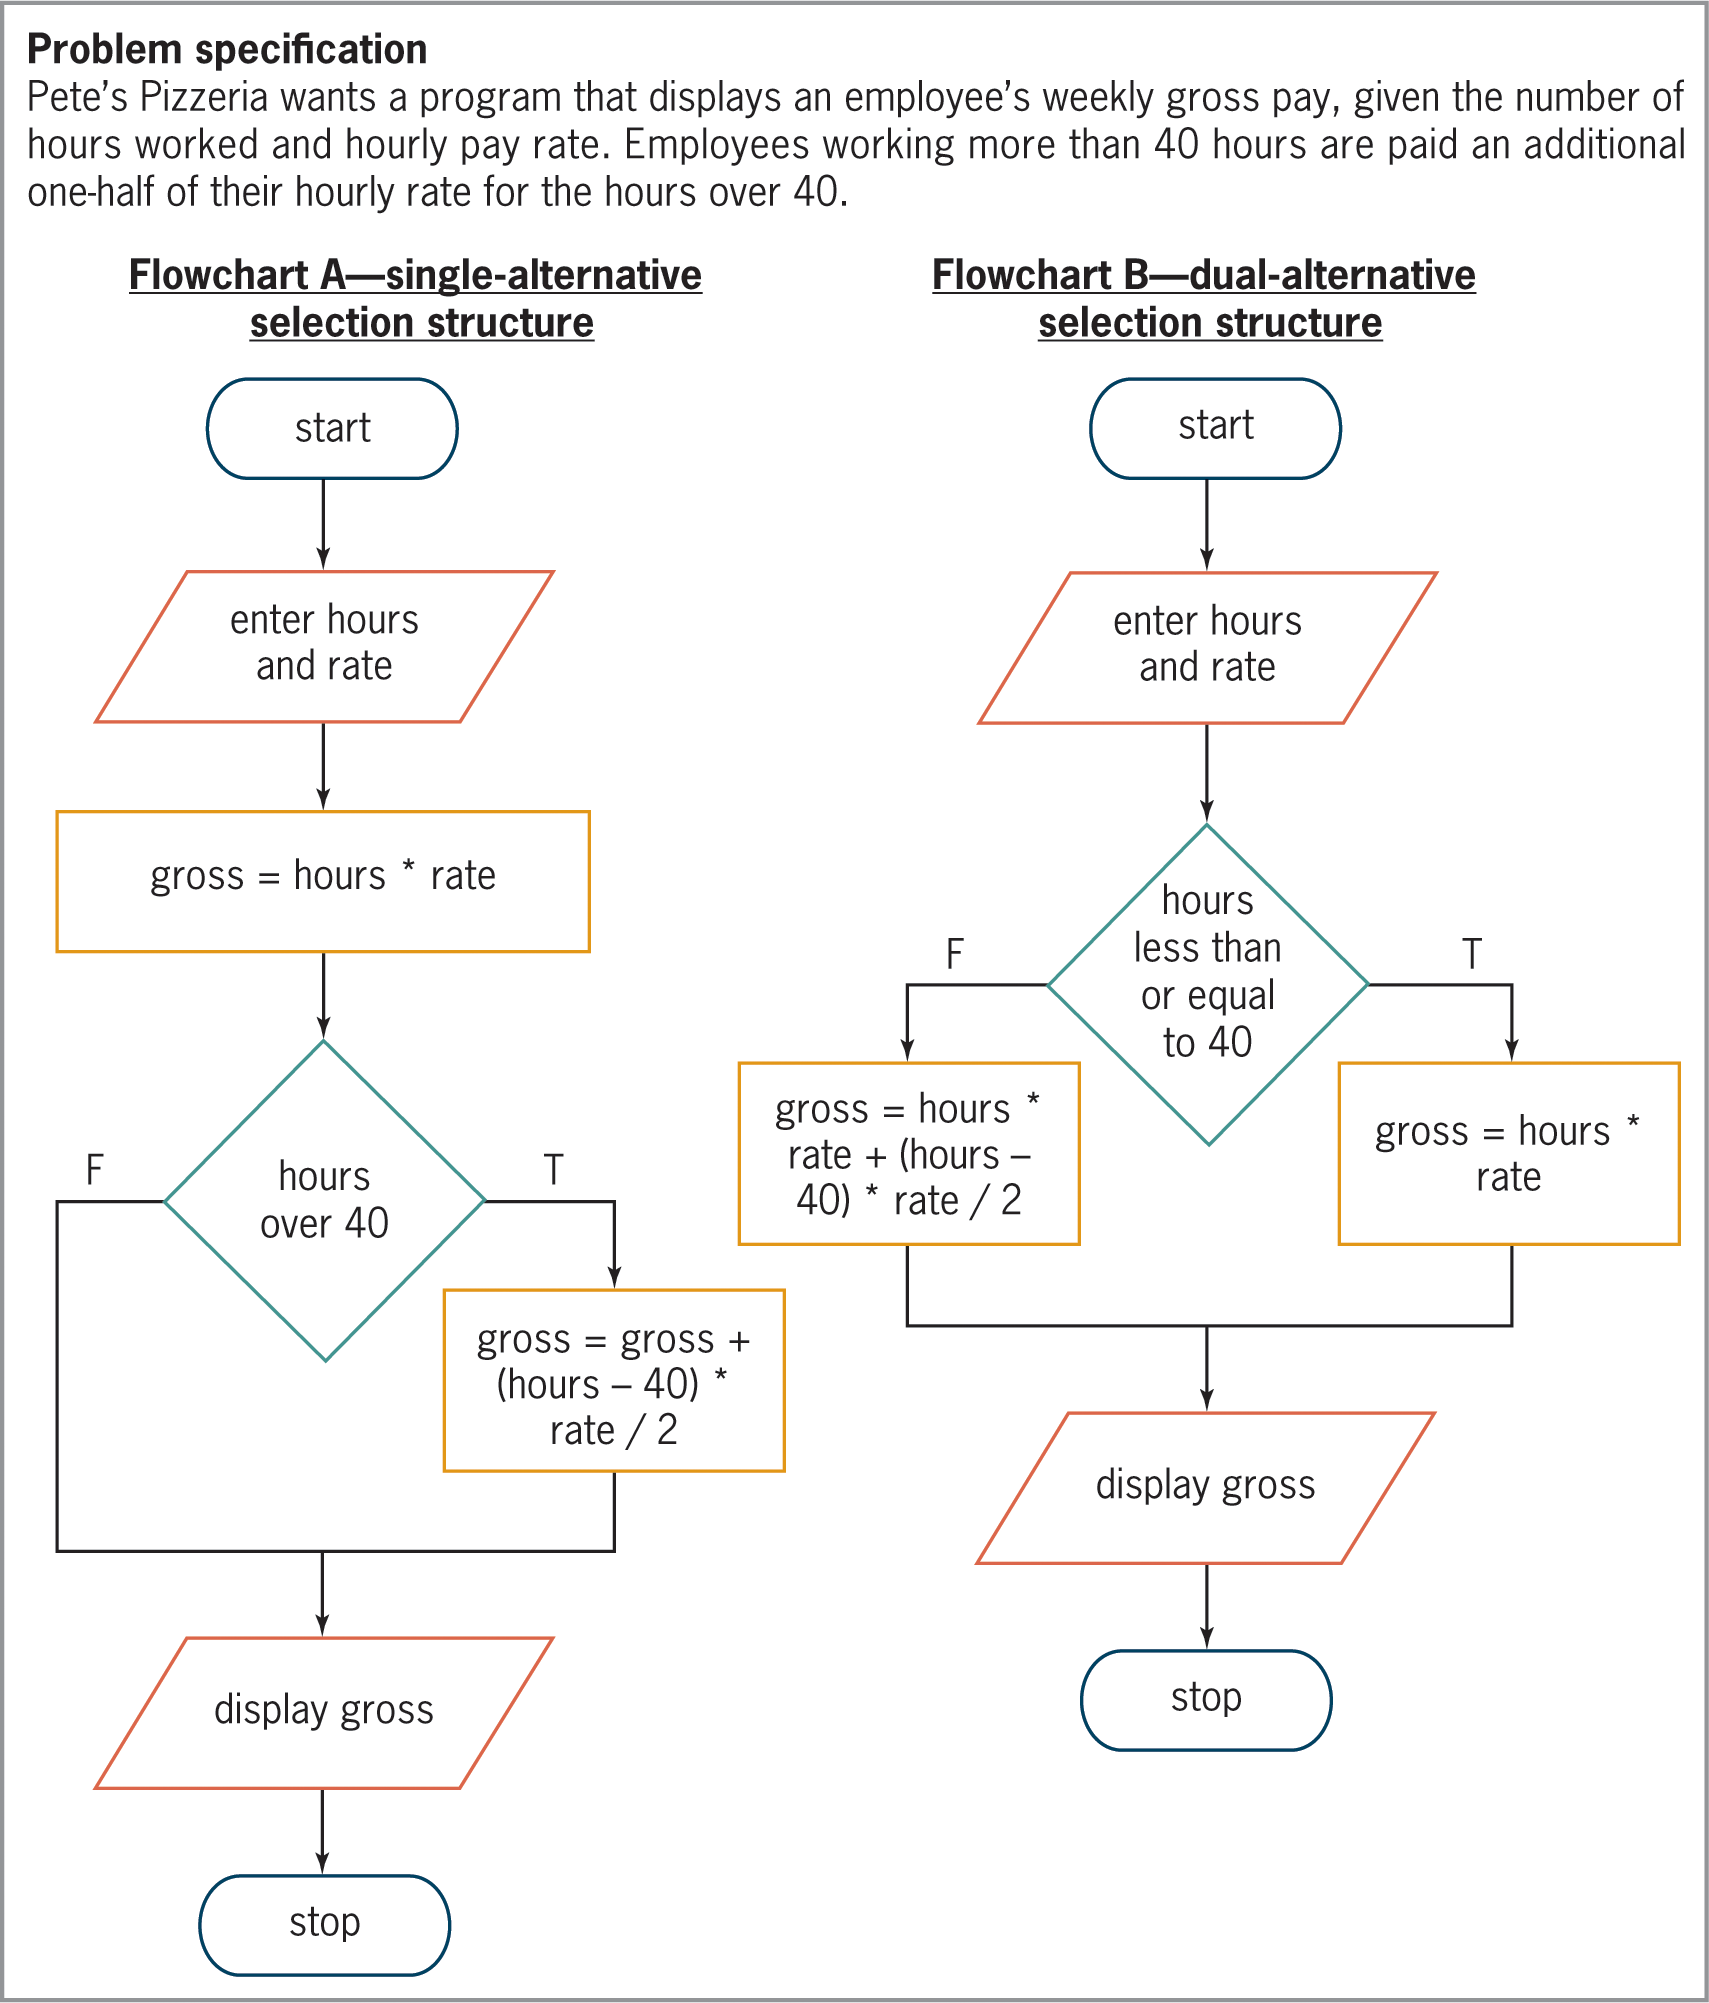 Problem specification
Pete’s Pizzeria wants a program that displays an employee’s weekly gross pay, given the number of
hours worked and hourly pay rate. Employees working more than 40 hours are paid an additional
one-half of their hourly rate for the hours over 40.
Flowchart A—single-alternative
selection structure
start
enter hours
and rate
gross = hours * rate
F
hours
over 40
T
gross = gross +
(hours – 40) *
rate / 2
display gross
stop
Flowchart B—dual-alternative
selection structure
start
enter hours
and rate
hours
less than
or equal
to 40
F
T
gross = hours *
rate + (hours –
40) * rate / 2
gross = hours *
rate
display gross
stop